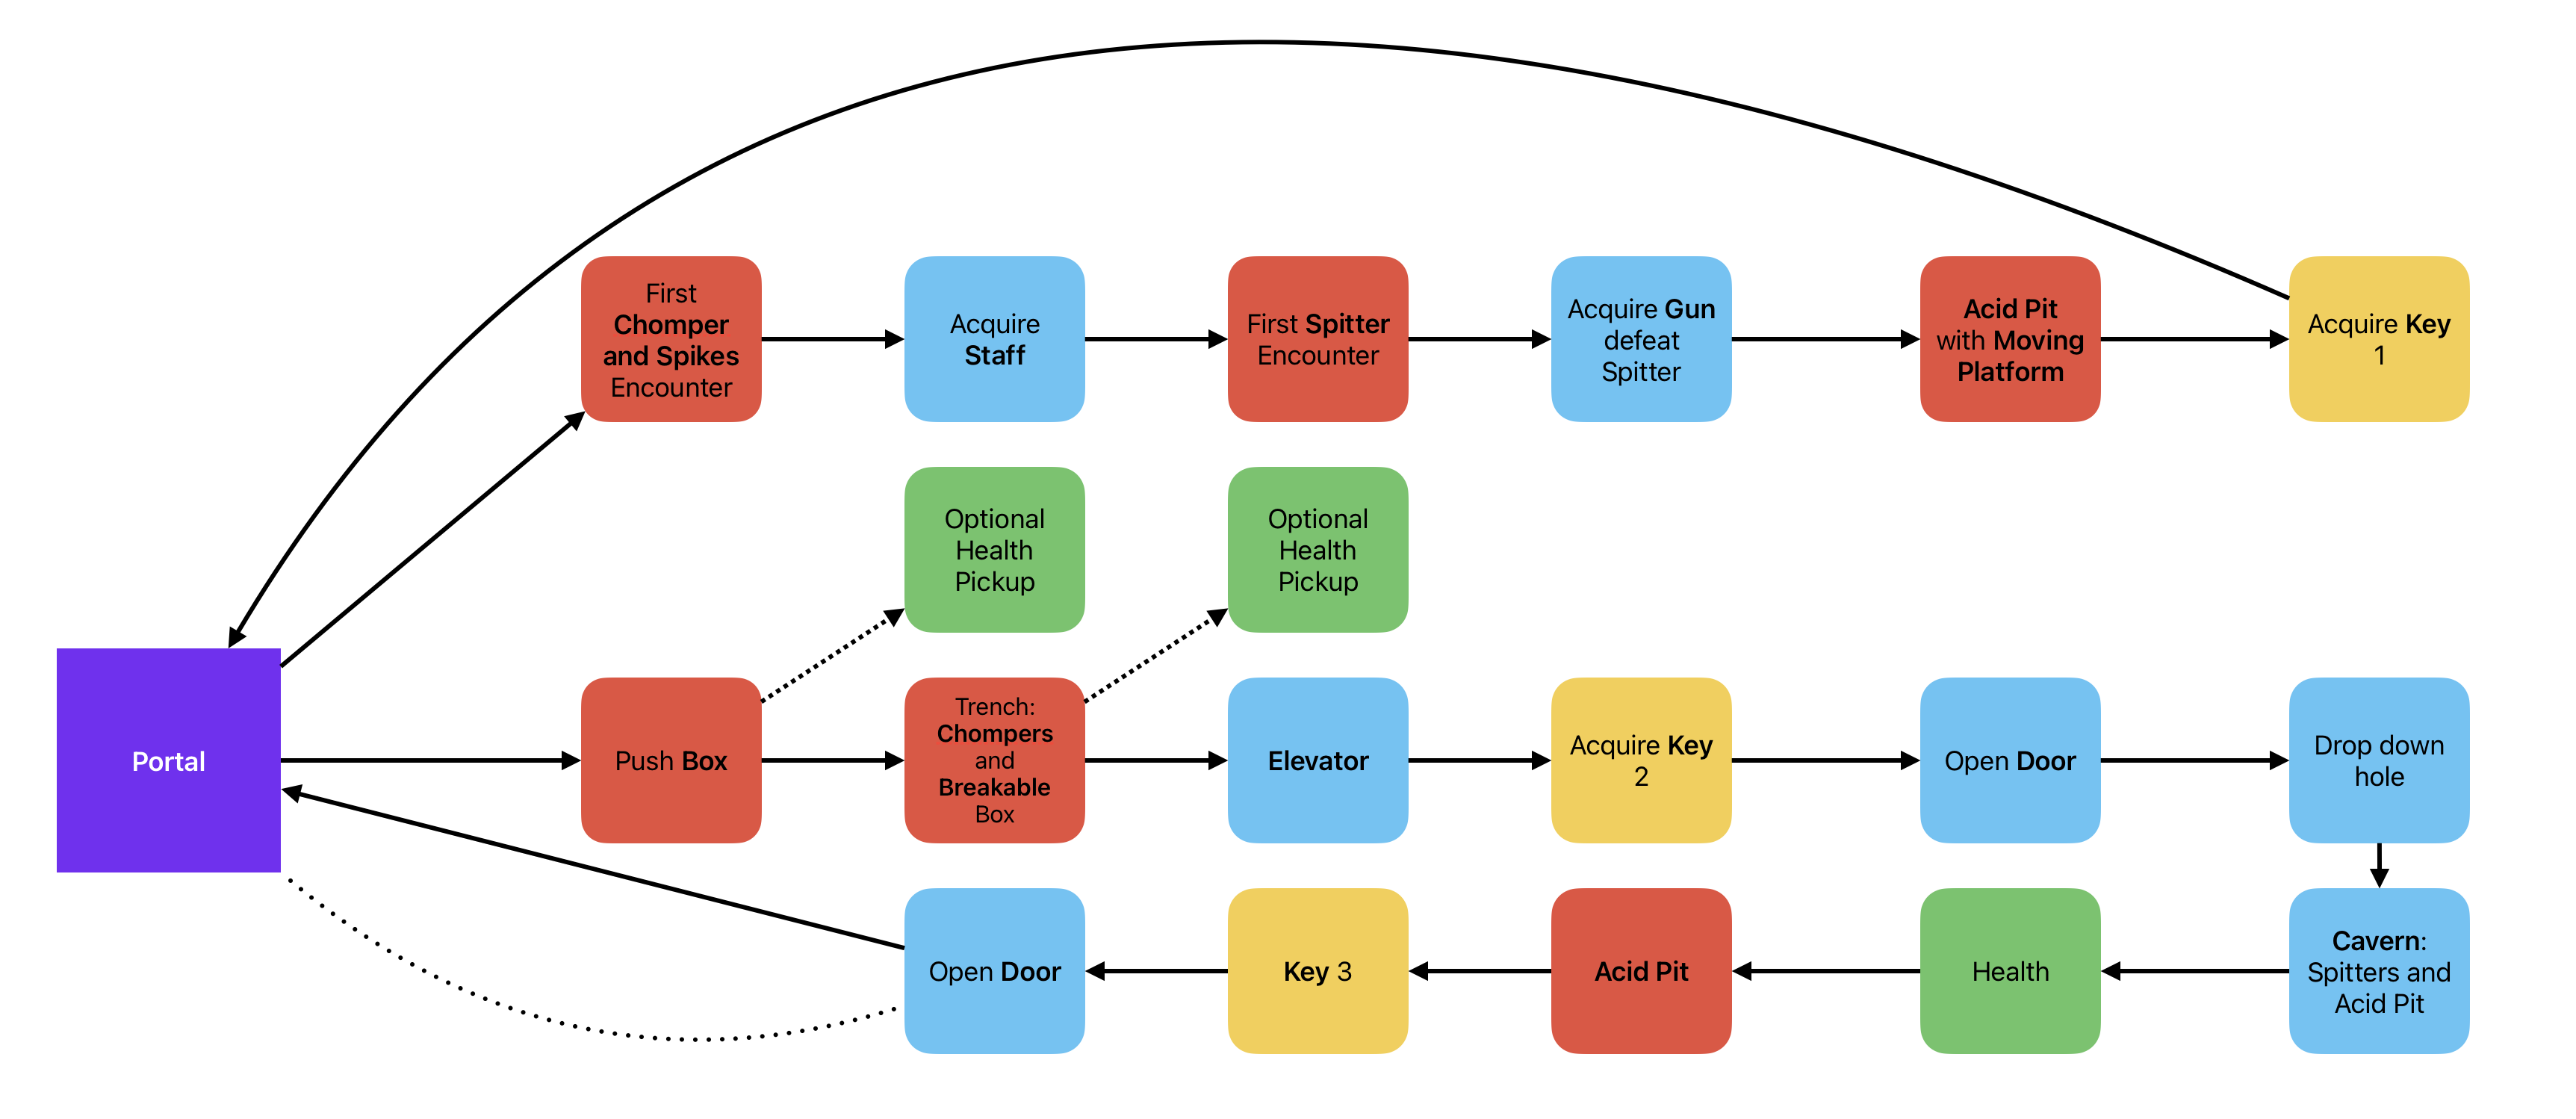 First
Chomper
and Spikes
Encounter
Acquire
Staff
First Spitter
Encounter
Acquire Gun
defeat
Spitter
Acid Pit
with Moving
Platform
Acquire Key
1
Optional
Health
Pickup
Optional
Health
Pickup
Portal
Push Box
Trench:
Chompers
and
Breakable
Box
Elevator
Acquire Key
2
Open Door
Drop down
hole
Open Door
Key 3
Acid Pit
Health
Cavern:
Spitters and
Acid Pit